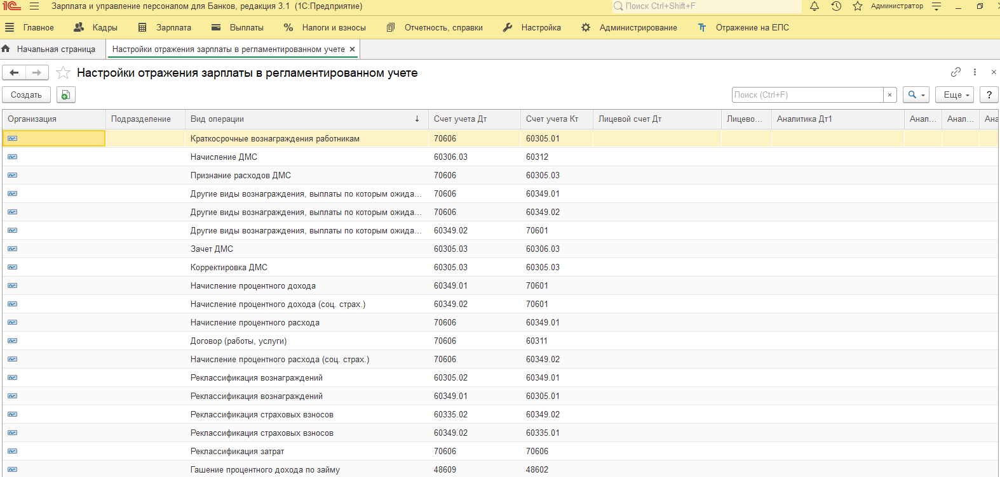 1С Зарплата и управление персоналом для Банков, редакция 3.1 (1С:Предприятие) Поиск Ctrl+Shift+F Администратор
Главное Кадры Зарплата Выплаты % Налоги и взносы Отчетность, справки Настройка Администрирование Тт Отражение на ЕПС
Начальная страница Настройки отражения зарплаты в регламентированном учете ×
Настройки отражения зарплаты в регламентированном учете
Создать Поиск (Ctrl+F) × Еще ?
Организация Подразделение Вид операции ↓ Счет учета Дт Счет учета Кт Лицевой счет Дт Лицево... Аналитика Дт1 Анал... Анал... Ана
Краткосрочные вознаграждения работникам 70606 60305.01
Начисление ДМС 60306.03 60312
Признание расходов ДМС 70606 60305.03
Другие виды вознаграждения, выплаты по которым ожида... 70606 60349.01
Другие виды вознаграждения, выплаты по которым ожида... 70606 60349.02
Другие виды вознаграждения, выплаты по которым ожида... 60349.02 70601
Зачет ДМС 60305.03 60306.03
Корректировка ДМС 60305.03 60305.03
Начисление процентного дохода 60349.01 70601
Начисление процентного дохода (соц. страх.) 60349.02 70601
Начисление процентного расхода 70606 60349.01
Договор (работы, услуги) 70606 60311
Начисление процентного расхода (соц. страх.) 70606 60349.02
Реклассификация вознаграждений 60305.02 60349.01
Реклассификация вознаграждений 60349.01 60305.01
Реклассификация страховых взносов 60335.02 60349.02
Реклассификация страховых взносов 60349.02 60335.01
Реклассификация затрат 70606 70606
Гашение процентного дохода по займу 48609 48602